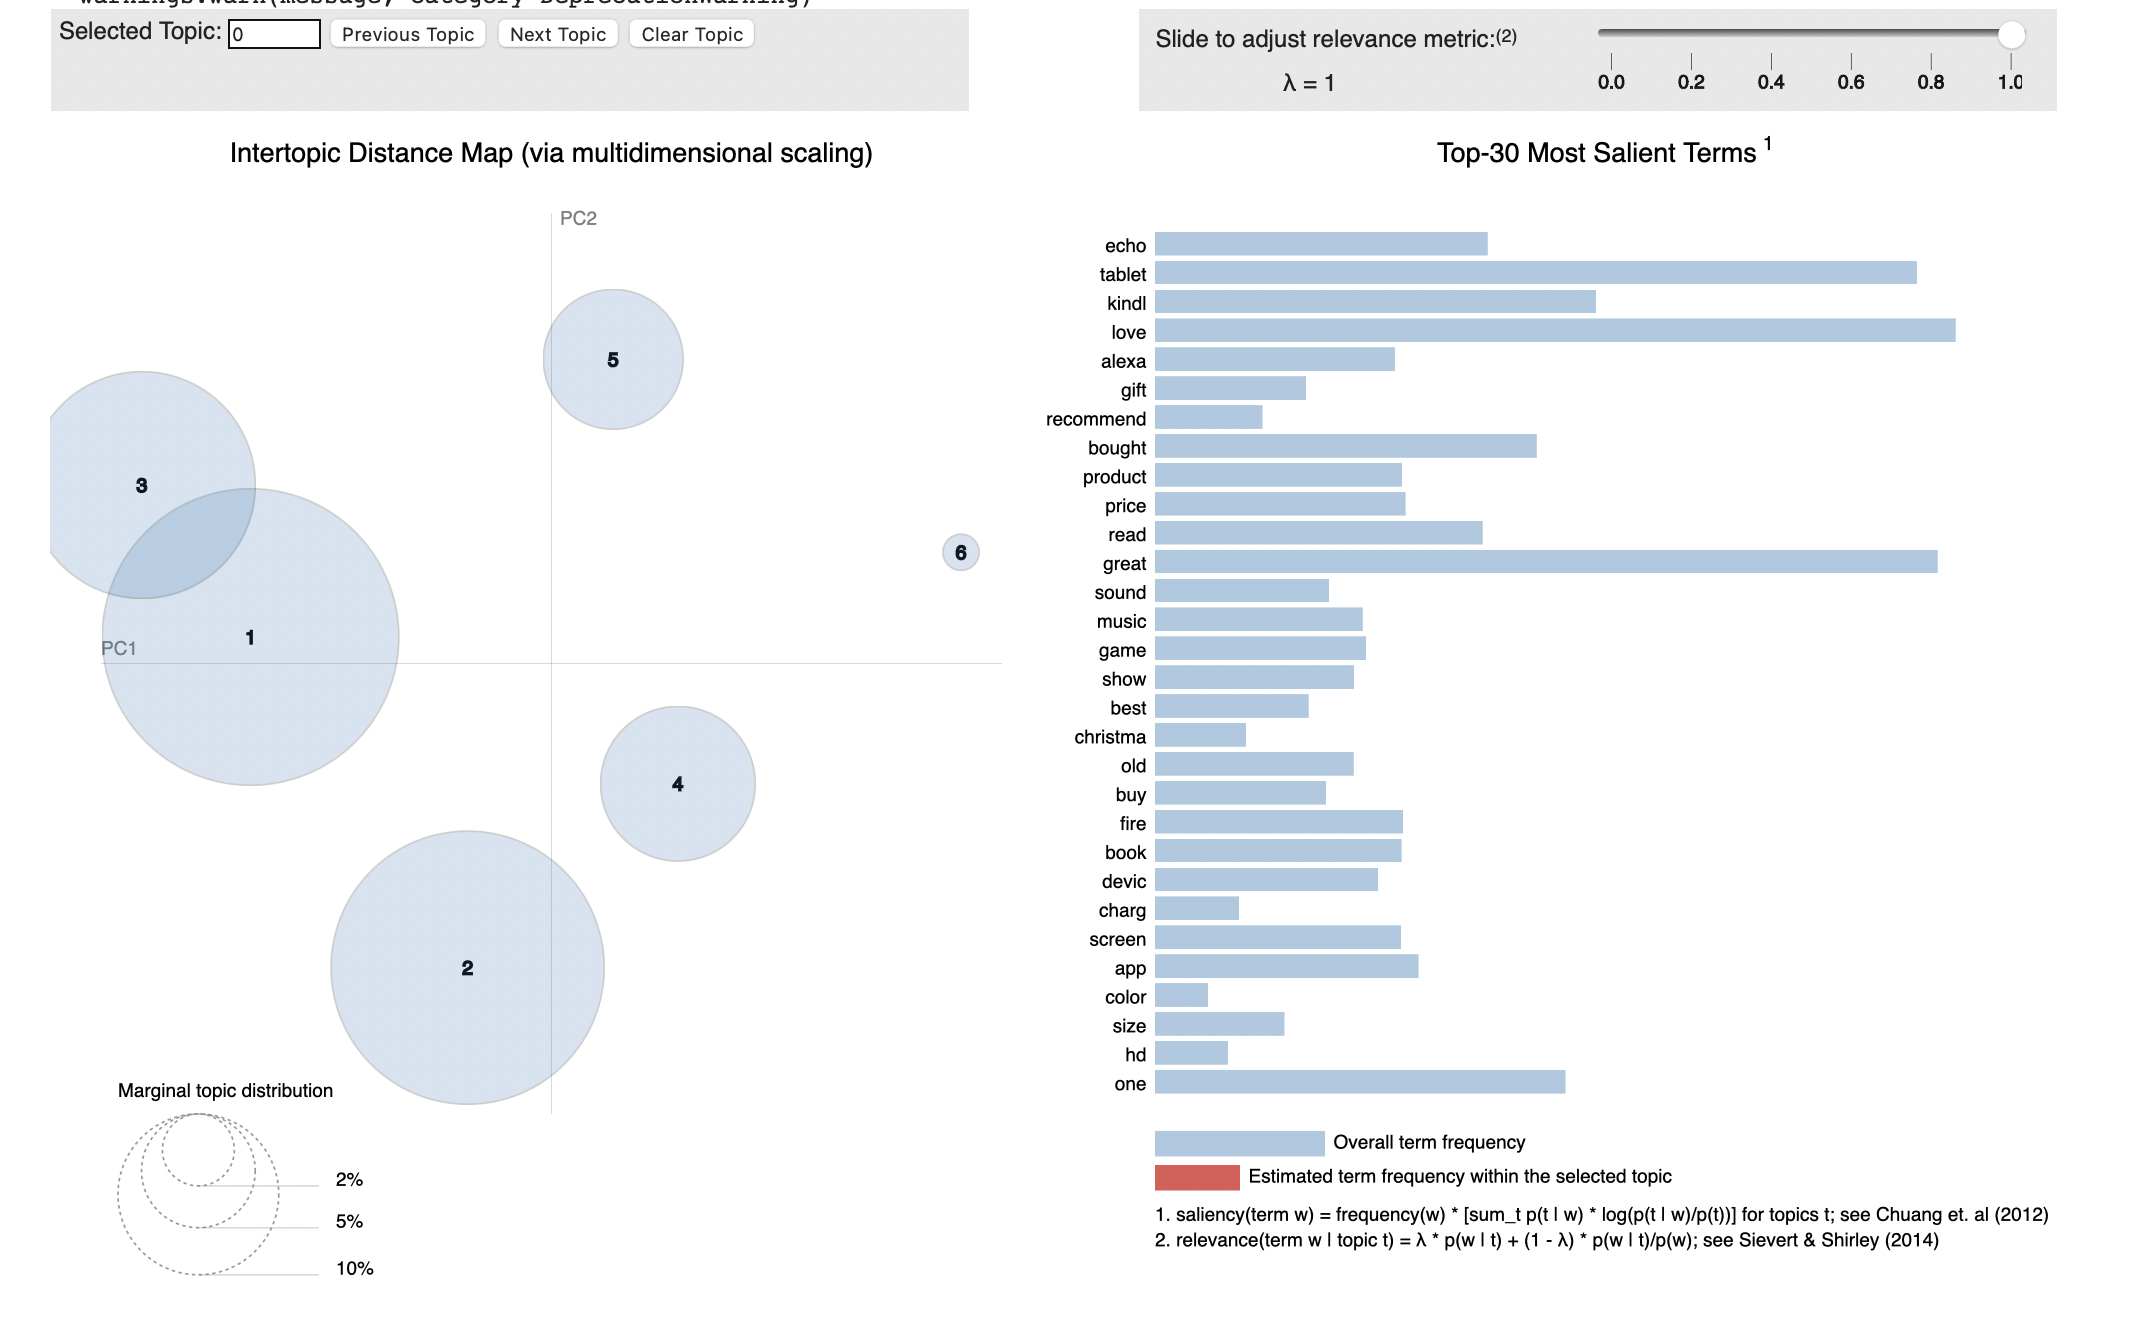 warnings.warn(message, category=DeprecationWarning)
Selected Topic: 0 Previous Topic Next Topic Clear Topic
Slide to adjust relevance metric:(2)
λ = 1
0.0 0.2 0.4 0.6 0.8 1.0
Intertopic Distance Map (via multidimensional scaling)
PC2
5
3
6
1
PC1
4
2
Marginal topic distribution
2%
5%
10%
Top-30 Most Salient Terms 1
echo
tablet
kindl
love
alexa
gift
recommend
bought
product
price
read
great
sound
music
game
show
best
christma
old
buy
fire
book
devic
charg
screen
app
color
size
hd
one
Overall term frequency
Estimated term frequency within the selected topic
1. saliency(term w) = frequency(w) * [sum_t p(t | w) * log(p(t | w)/p(t))] for topics t; see Chuang et. al (2012)
2. relevance(term w | topic t) = λ * p(w | t) + (1 - λ) * p(w | t)/p(w); see Sievert & Shirley (2014)